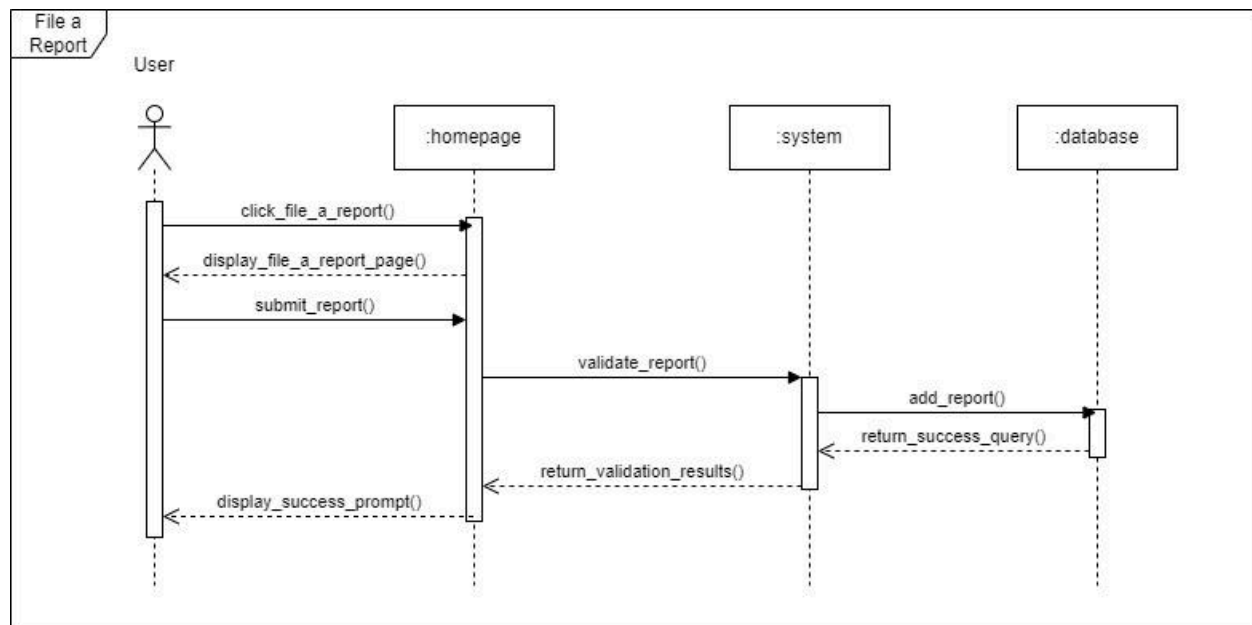 File a
Report
User
:homepage
:system
:database
click_file_a_report()
display_file_a_report_page()
submit_report()
validate_report()
add_report()
return_success_query()
return_validation_results()
display_success_prompt()